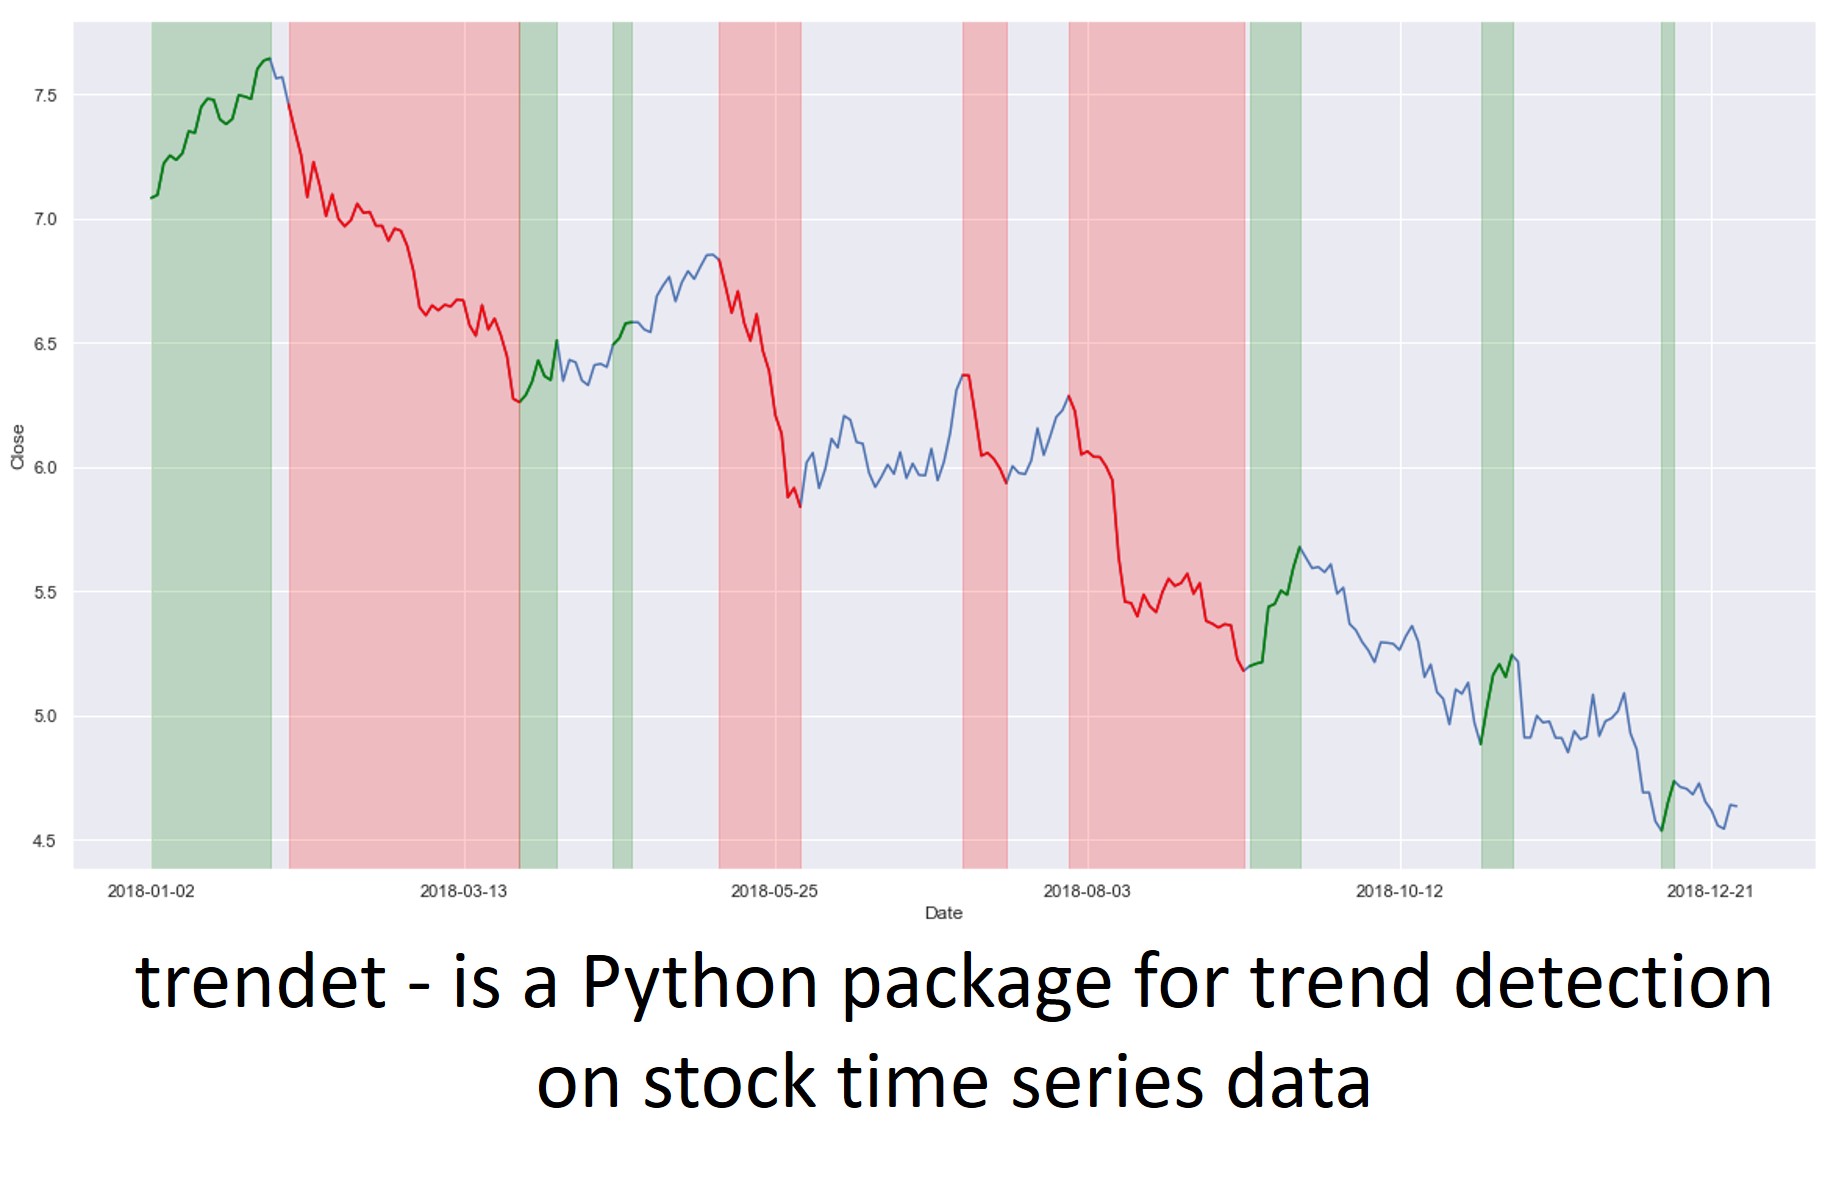 7.5
7.0
6.5
6.0
5.5
5.0
4.5
Close
2018-01-02 2018-03-13 2018-05-25 2018-08-03 2018-10-12 2018-12-21
Date
trendet - is a Python package for trend detection
on stock time series data